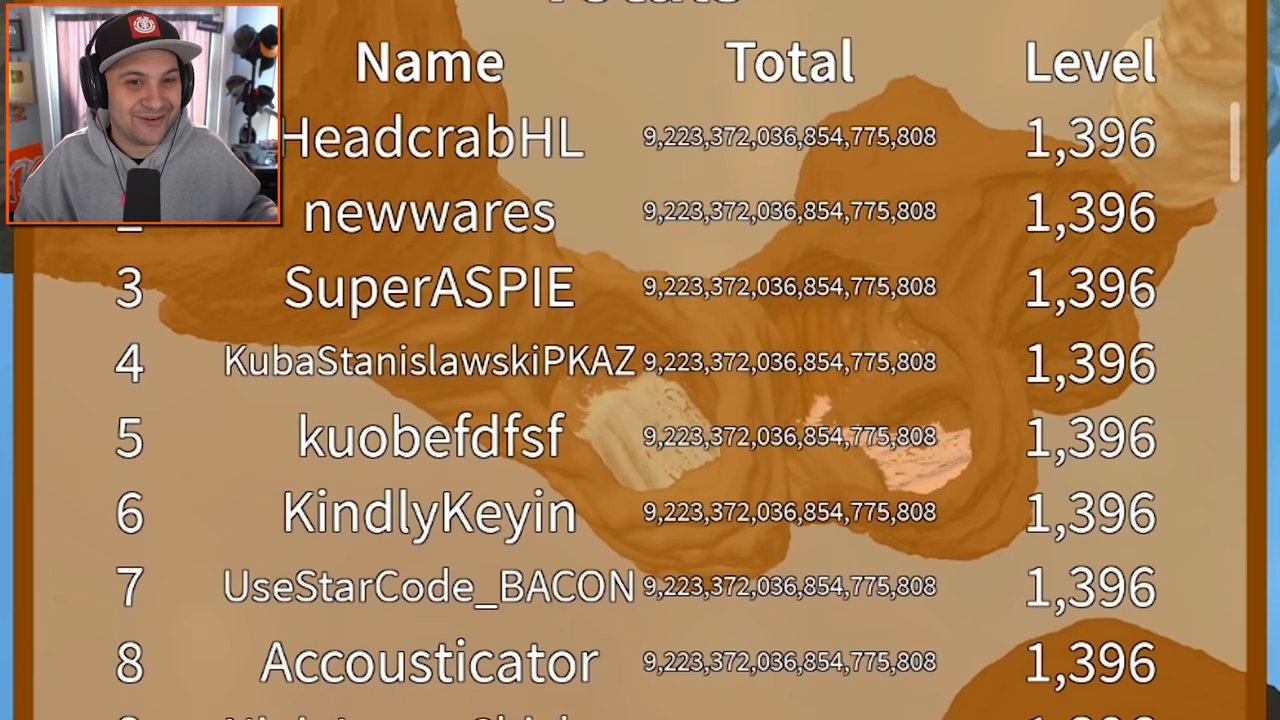 Name Total Level
HeadcrabHL 9,223,372,036,854,775,808 1,396
newwares 9,223,372,036,854,775,808 1,396
3 SuperASPIE 9,223,372,036,854,775,808 1,396
4 KubaStanislawskiPKAZ 9,223,372,036,854,775,808 1,396
5 kuobefdfsf 9,223,372,036,854,775,808 1,396
6 KindlyKeyin 9,223,372,036,854,775,808 1,396
7 UseStarCode_BACON 9,223,372,036,854,775,808 1,396
8 Accousticator 9,223,372,036,854,775,808 1,396